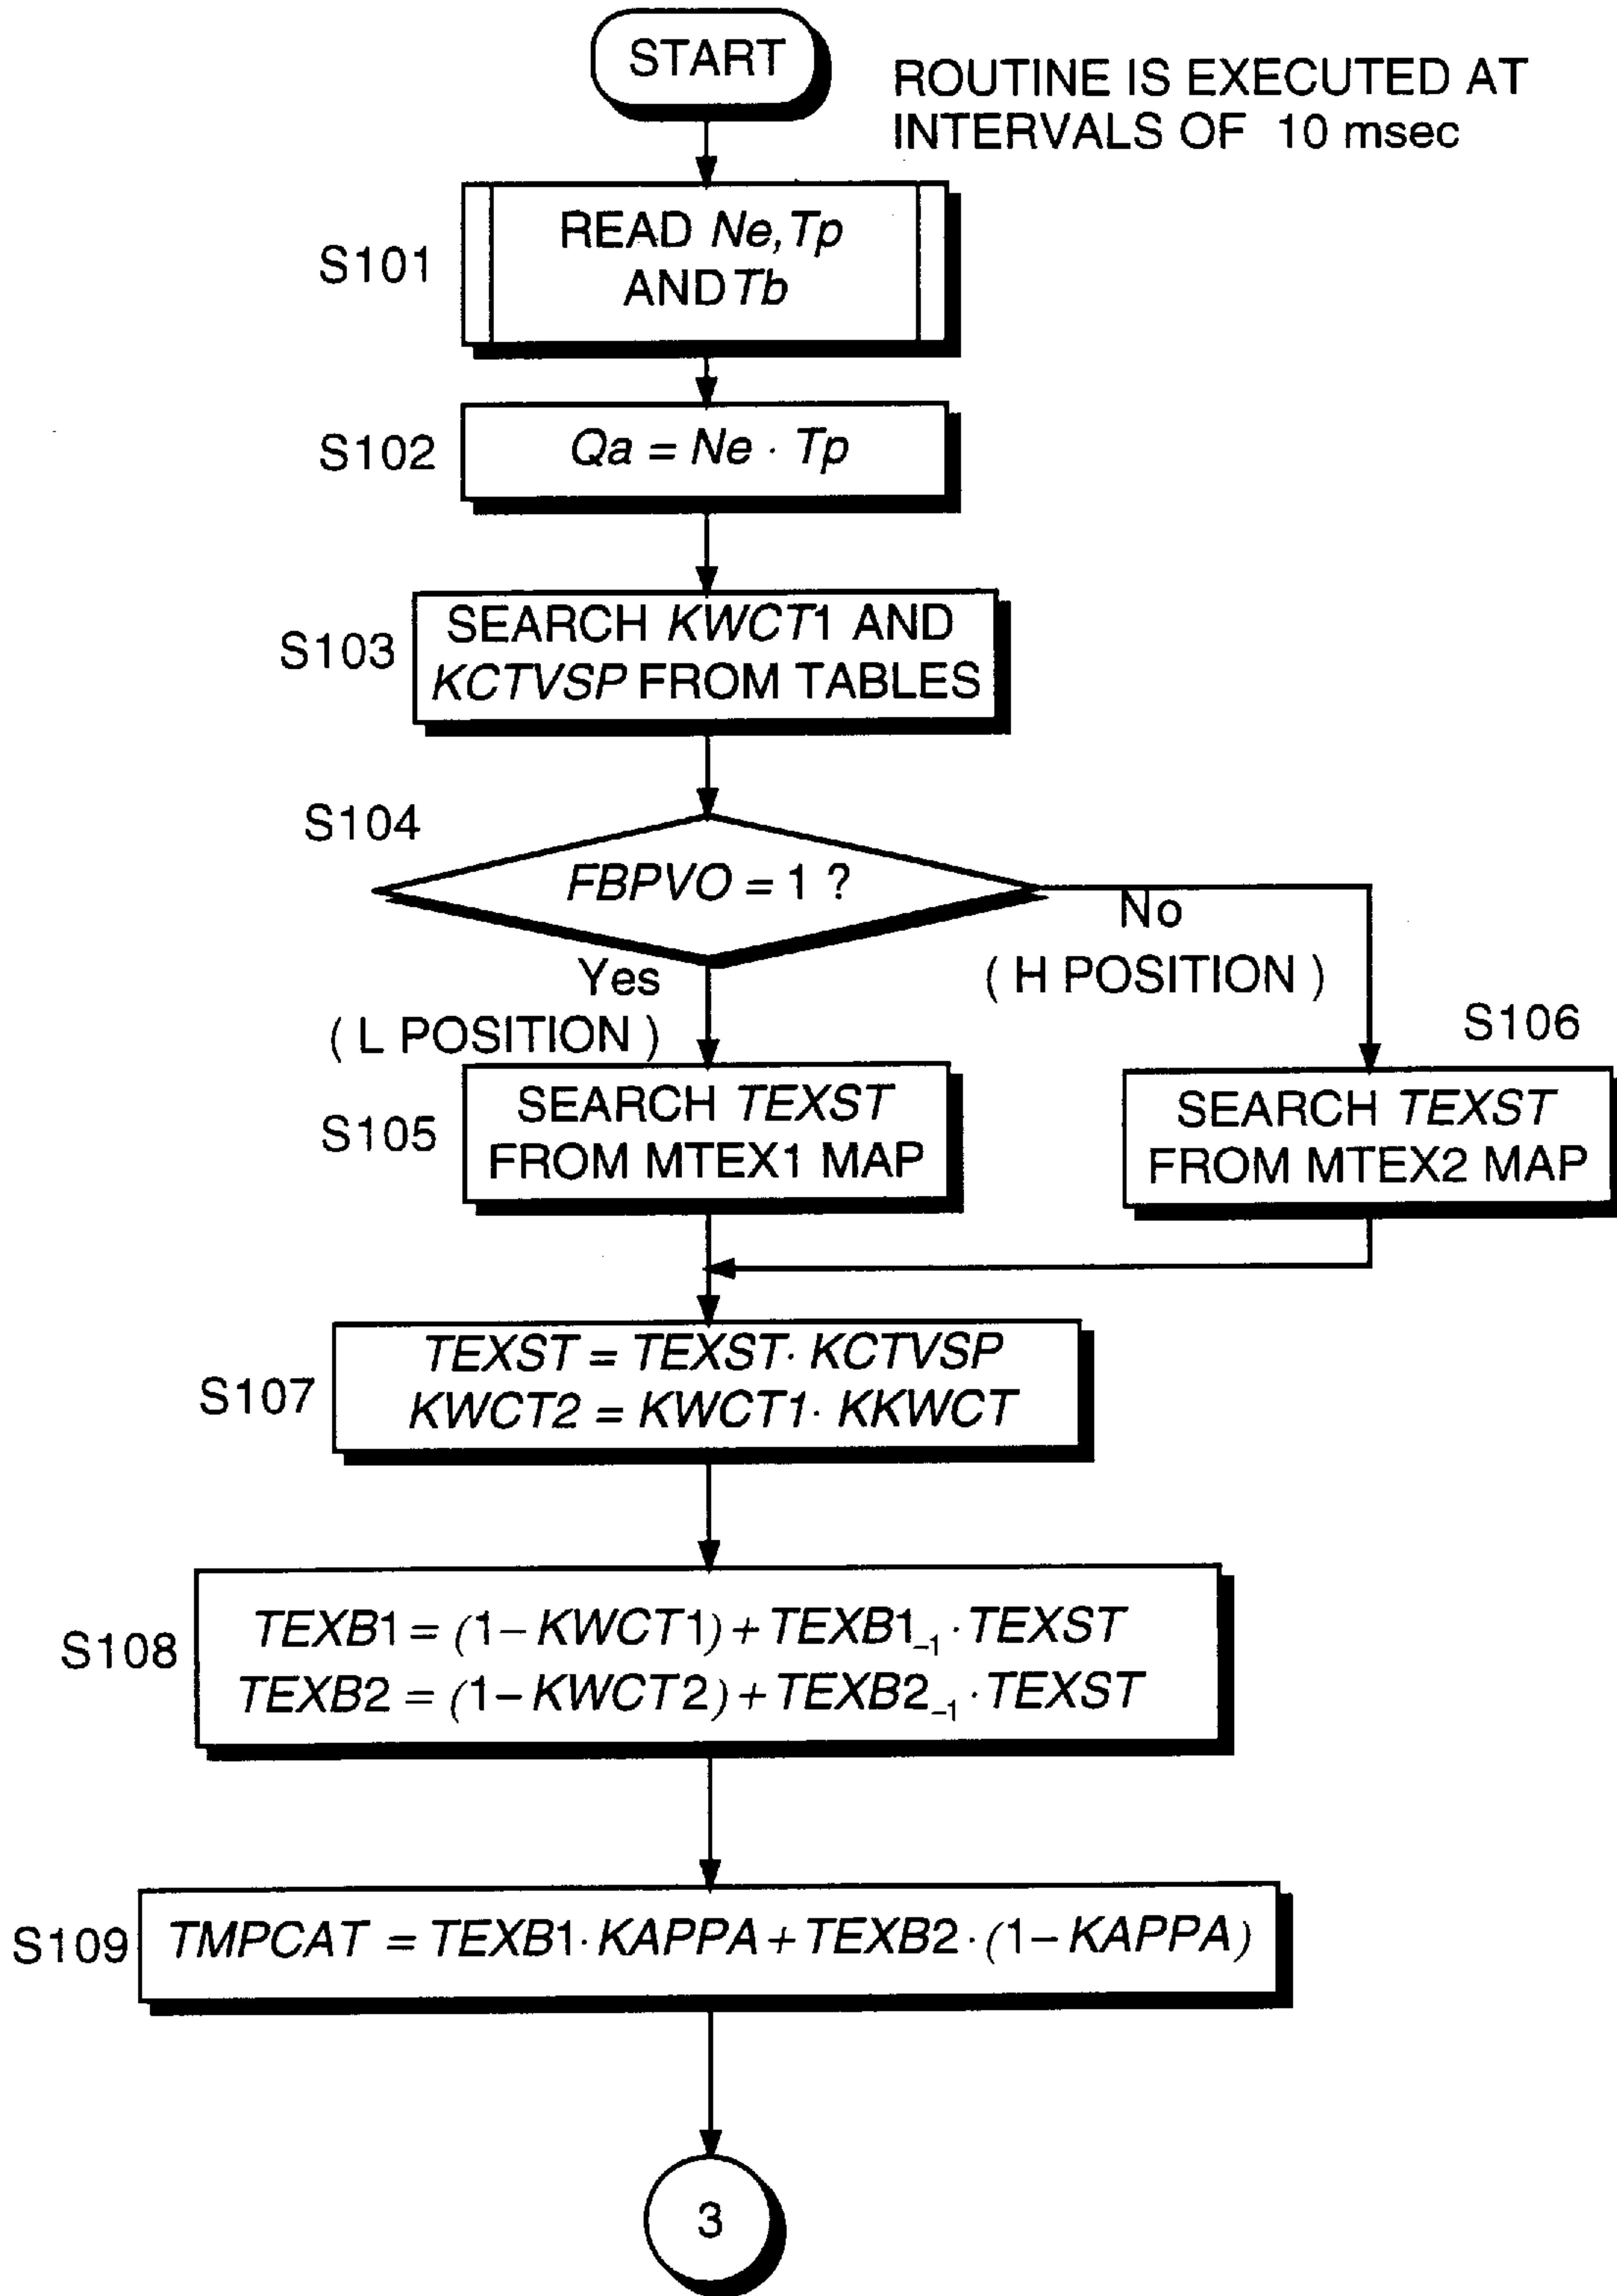 START
ROUTINE IS EXECUTED AT
INTERVALS OF 10 msec
S101
READ Ne, Tp
AND Tb
S102
Qa = Ne · Tp
S103
SEARCH KWCT1 AND
KCTVSP FROM TABLES
S104
FBPVO = 1 ?
No
( H POSITION )
Yes
( L POSITION )
S105
SEARCH TEXST
FROM MTEX1 MAP
S106
SEARCH TEXST
FROM MTEX2 MAP
S107
TEXST = TEXST · KCTVSP
KWCT2 = KWCT1 · KKWCT
S108
TEXB1 = (1 – KWCT1) + TEXB1₋₁ · TEXST
TEXB2 = (1 – KWCT2) + TEXB2₋₁ · TEXST
S109
TMPCAT = TEXB1 · KAPPA + TEXB2 · (1 – KAPPA)
3